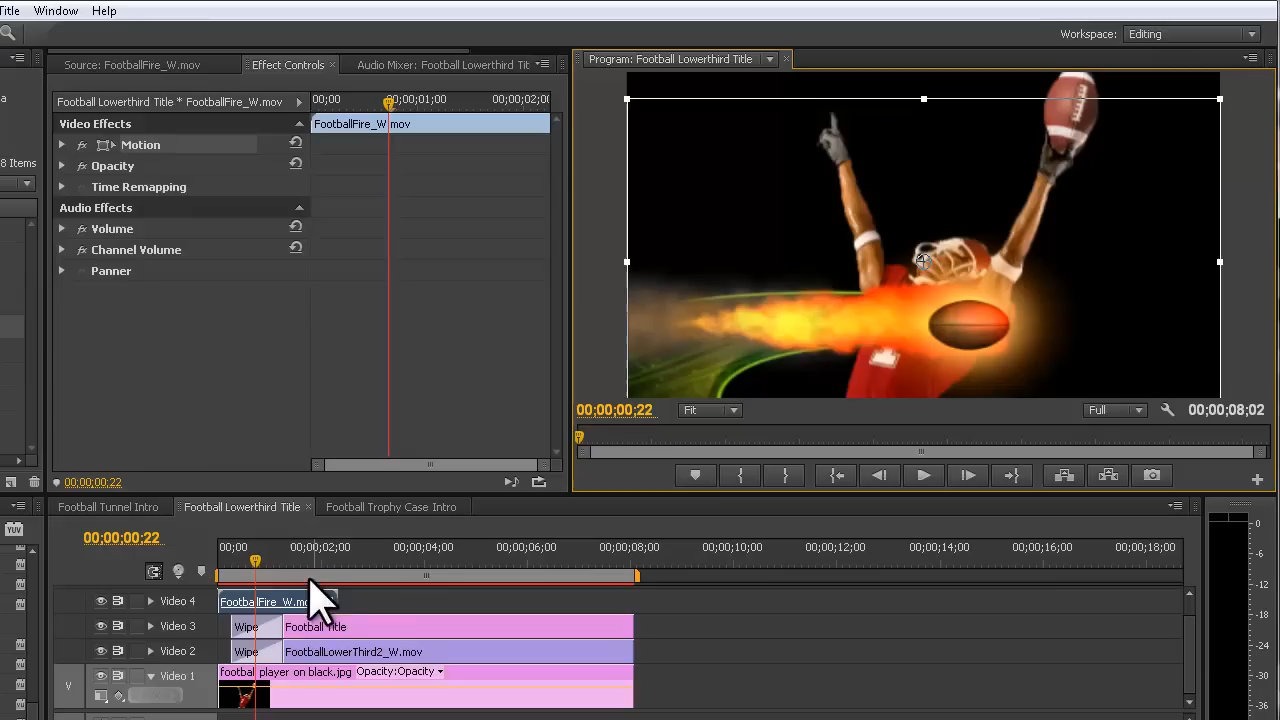 Title Window Help
Workspace: Editing
Source: FootballFire_W.mov Effect Controls × Audio Mixer: Football Lowerthird Tit
Program: Football Lowerthird Title ×
a
Football Lowerthird Title * FootballFire_W.mov
00;00 00;00;01;00 00;00;02;0
Video Effects
FootballFire_W.mov
fx Motion
8 Items
fx Opacity
Time Remapping
Audio Effects
fx Volume
fx Channel Volume
Panner
00;00;00;22 Fit Full 00;00;08;02
00;00;00;22
Football Tunnel Intro Football Lowerthird Title × Football Trophy Case Intro
YUV
00;00;00;22
00;00 00;00;02;00 00;00;04;00 00;00;06;00 00;00;08;00 00;00;10;00 00;00;12;00 00;00;14;00 00;00;16;00 00;00;18;00
Video 4 FootballFire_W.mo
Video 3 Wipe Football Title
Video 2 Wipe FootballLowerThird2_W.mov
V Video 1 football player on black.jpg Opacity:Opacity
0
-6
-12
-18
-24
-30
-36